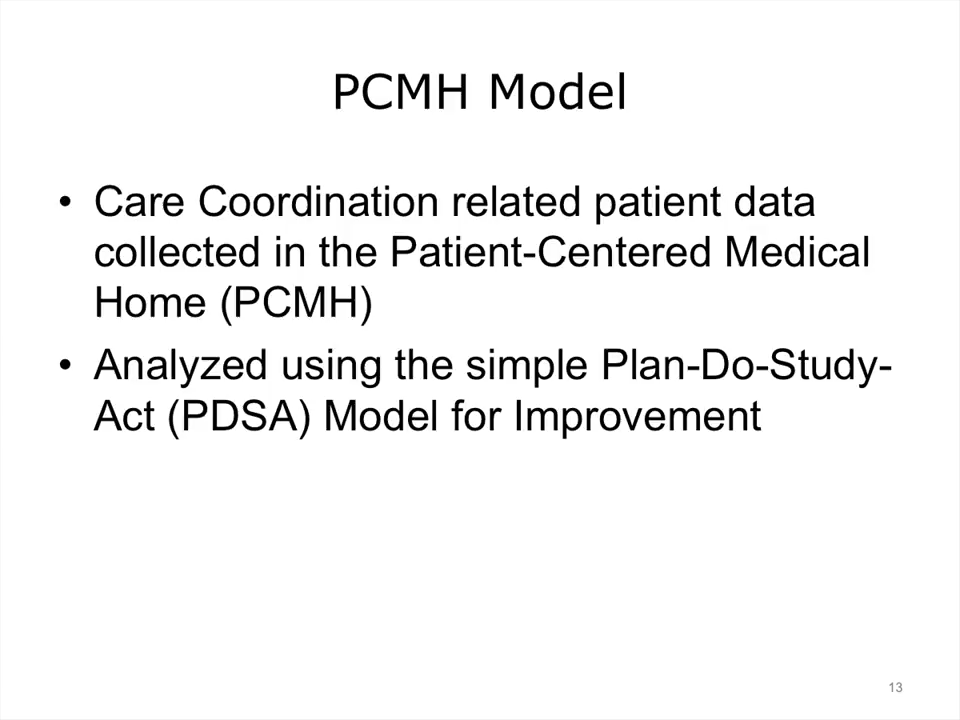 PCMH Model
• Care Coordination related patient data
collected in the Patient-Centered Medical
Home (PCMH)
• Analyzed using the simple Plan-Do-Study-
Act (PDSA) Model for Improvement
13